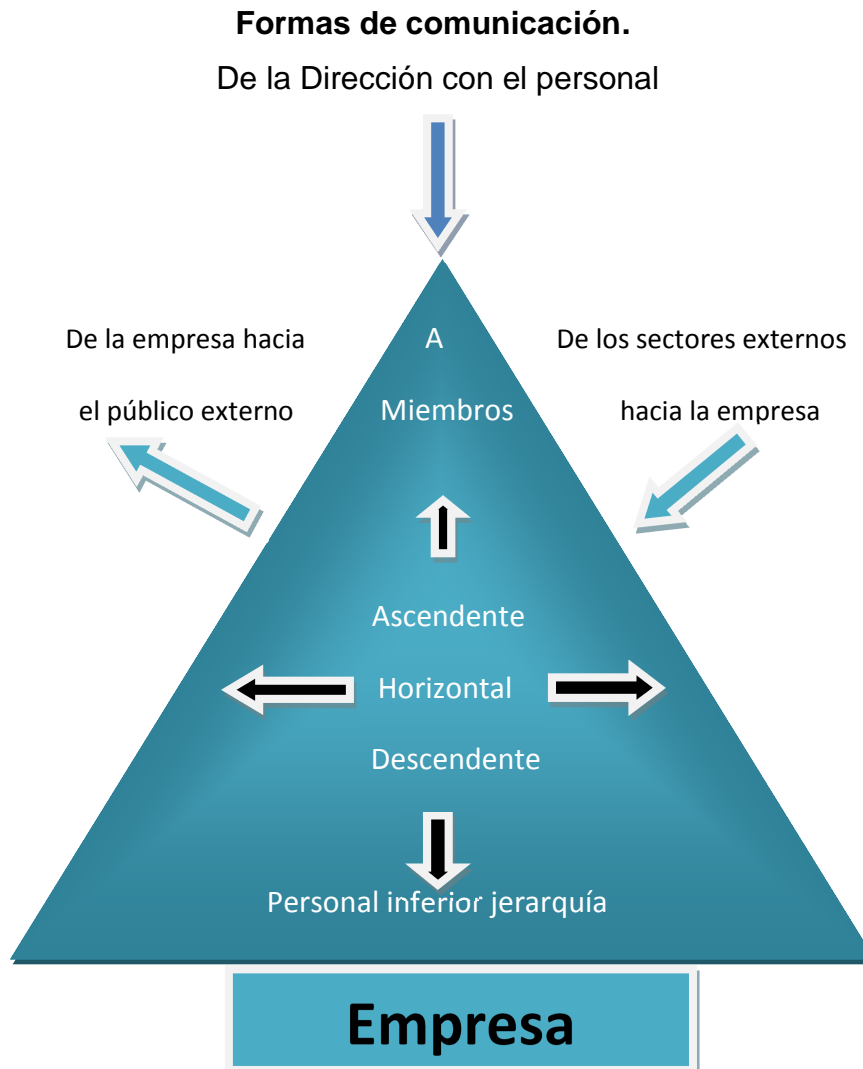 Formas de comunicación.
De la Dirección con el personal
De la empresa hacia
el público externo
A
Miembros
De los sectores externos
hacia la empresa
Ascendente
Horizontal
Descendente
Personal inferior jerarquía
Empresa